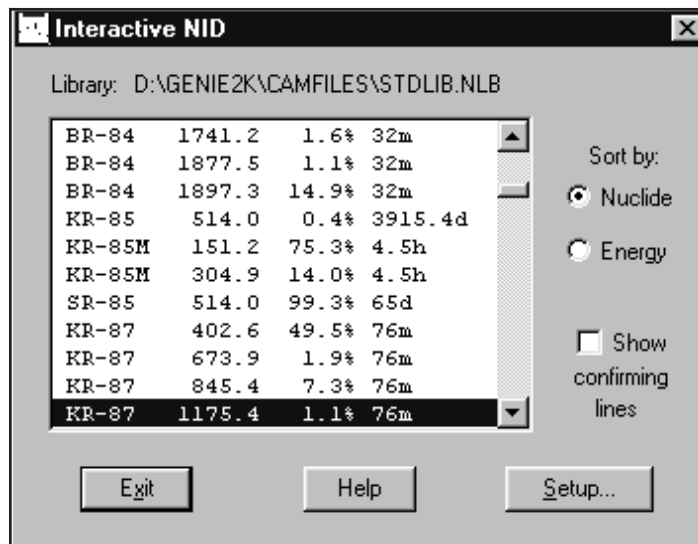 Interactive NID
Library: D:\GENIE2K\CAMFILES\STDLIB.NLB
BR-84 1741.2 1.6% 32m
BR-84 1877.5 1.1% 32m
BR-84 1897.3 14.9% 32m
KR-85 514.0 0.4% 3915.4d
KR-85M 151.2 75.3% 4.5h
KR-85M 304.9 14.0% 4.5h
SR-85 514.0 99.3% 65d
KR-87 402.6 49.5% 76m
KR-87 673.9 1.9% 76m
KR-87 845.4 7.3% 76m
KR-87 1175.4 1.1% 76m
Sort by:
Nuclide
Energy
Show
confirming
lines
Exit
Help
Setup...